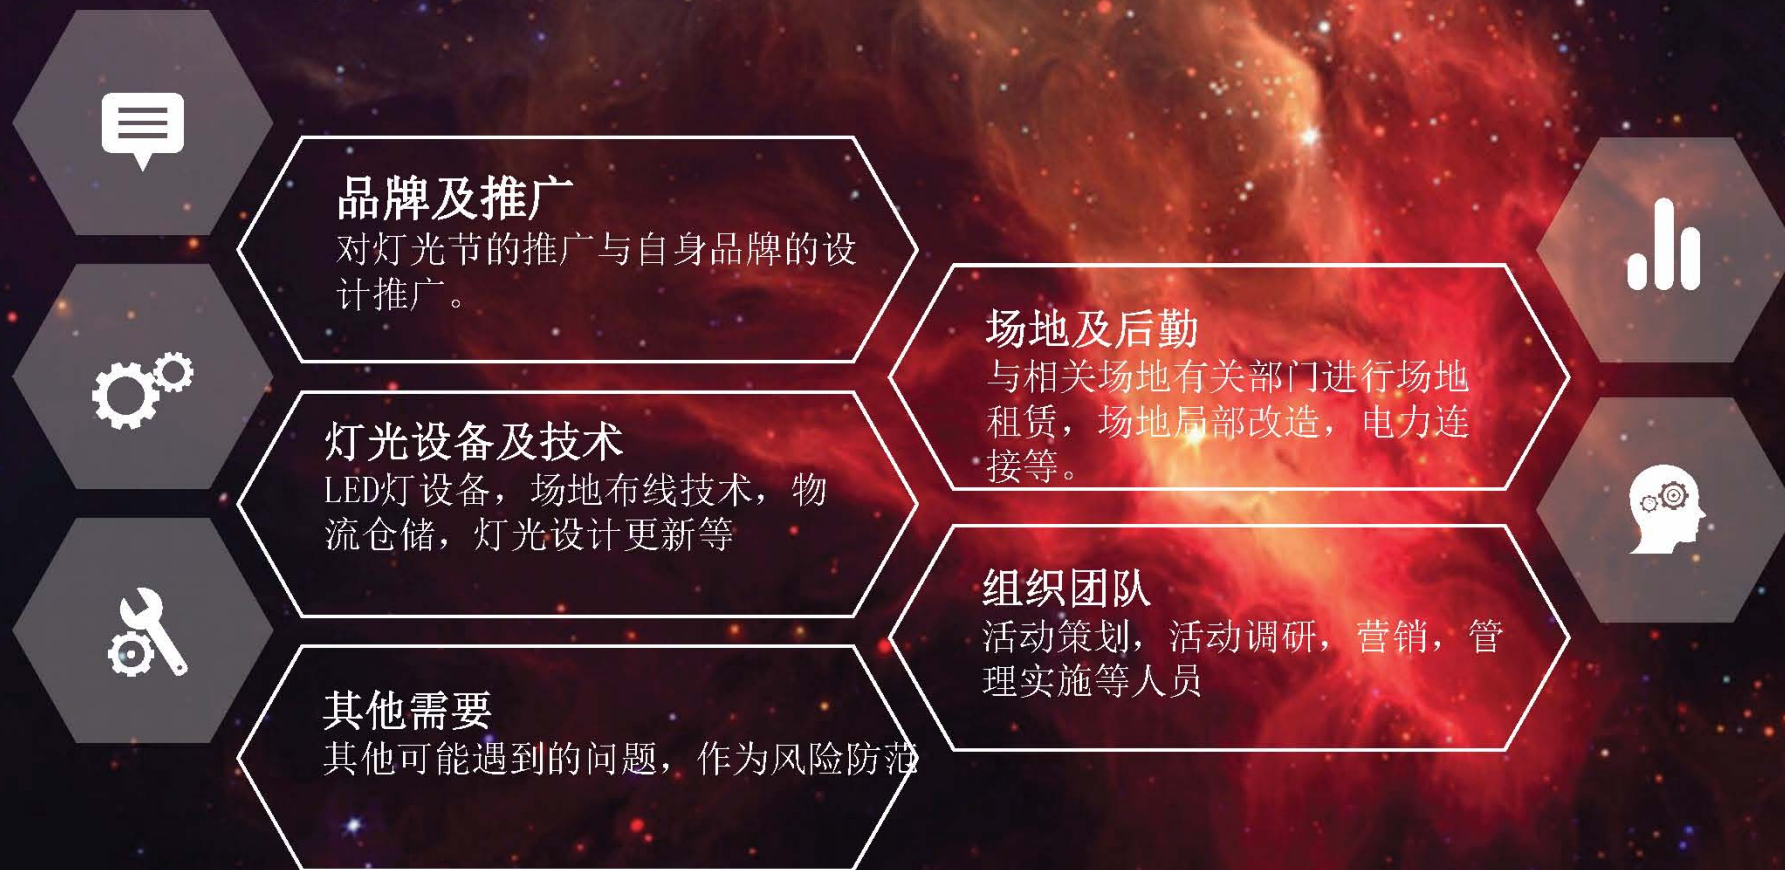 品牌及推广
对灯光节的推广与自身品牌的设
计推广。
灯光设备及技术
LED灯设备，场地布线技术，物
流仓储，灯光设计更新等
其他需要
其他可能遇到的问题，作为风险防范
场地及后勤
与相关场地有关部门进行场地
租赁，场地局部改造，电力连
接等。
组织团队
活动策划，活动调研，营销，管
理实施等人员